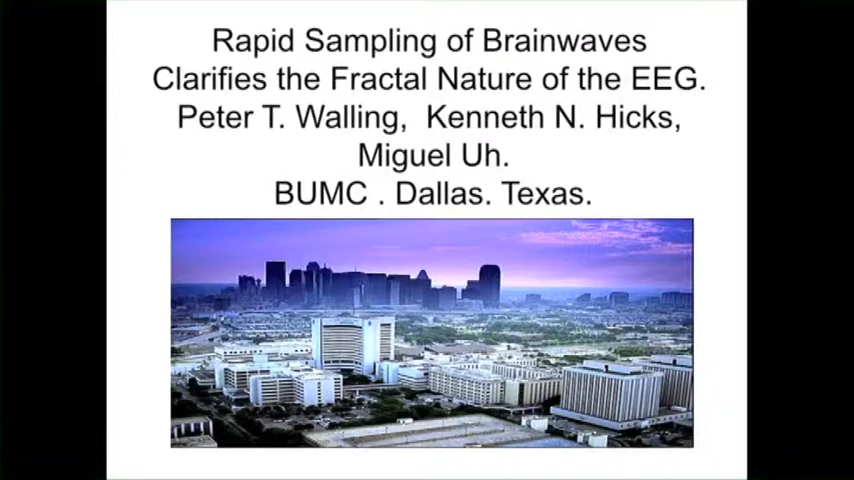 Rapid Sampling of Brainwaves
Clarifies the Fractal Nature of the EEG.
Peter T. Walling,  Kenneth N. Hicks,
Miguel Uh.
BUMC . Dallas. Texas.